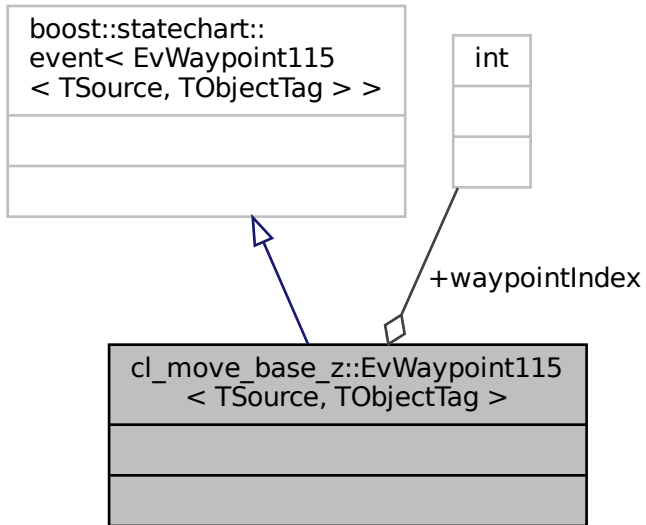 boost::statechart::
event< EvWaypoint115
< TSource, TObjectTag > >
int
+waypointIndex
cl_move_base_z::EvWaypoint115
< TSource, TObjectTag >